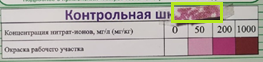 Контрольная шк
Концентрация нитрат-ионов, мг/л (мг/кг) 0 50 200 1000
Окраска рабочего участка